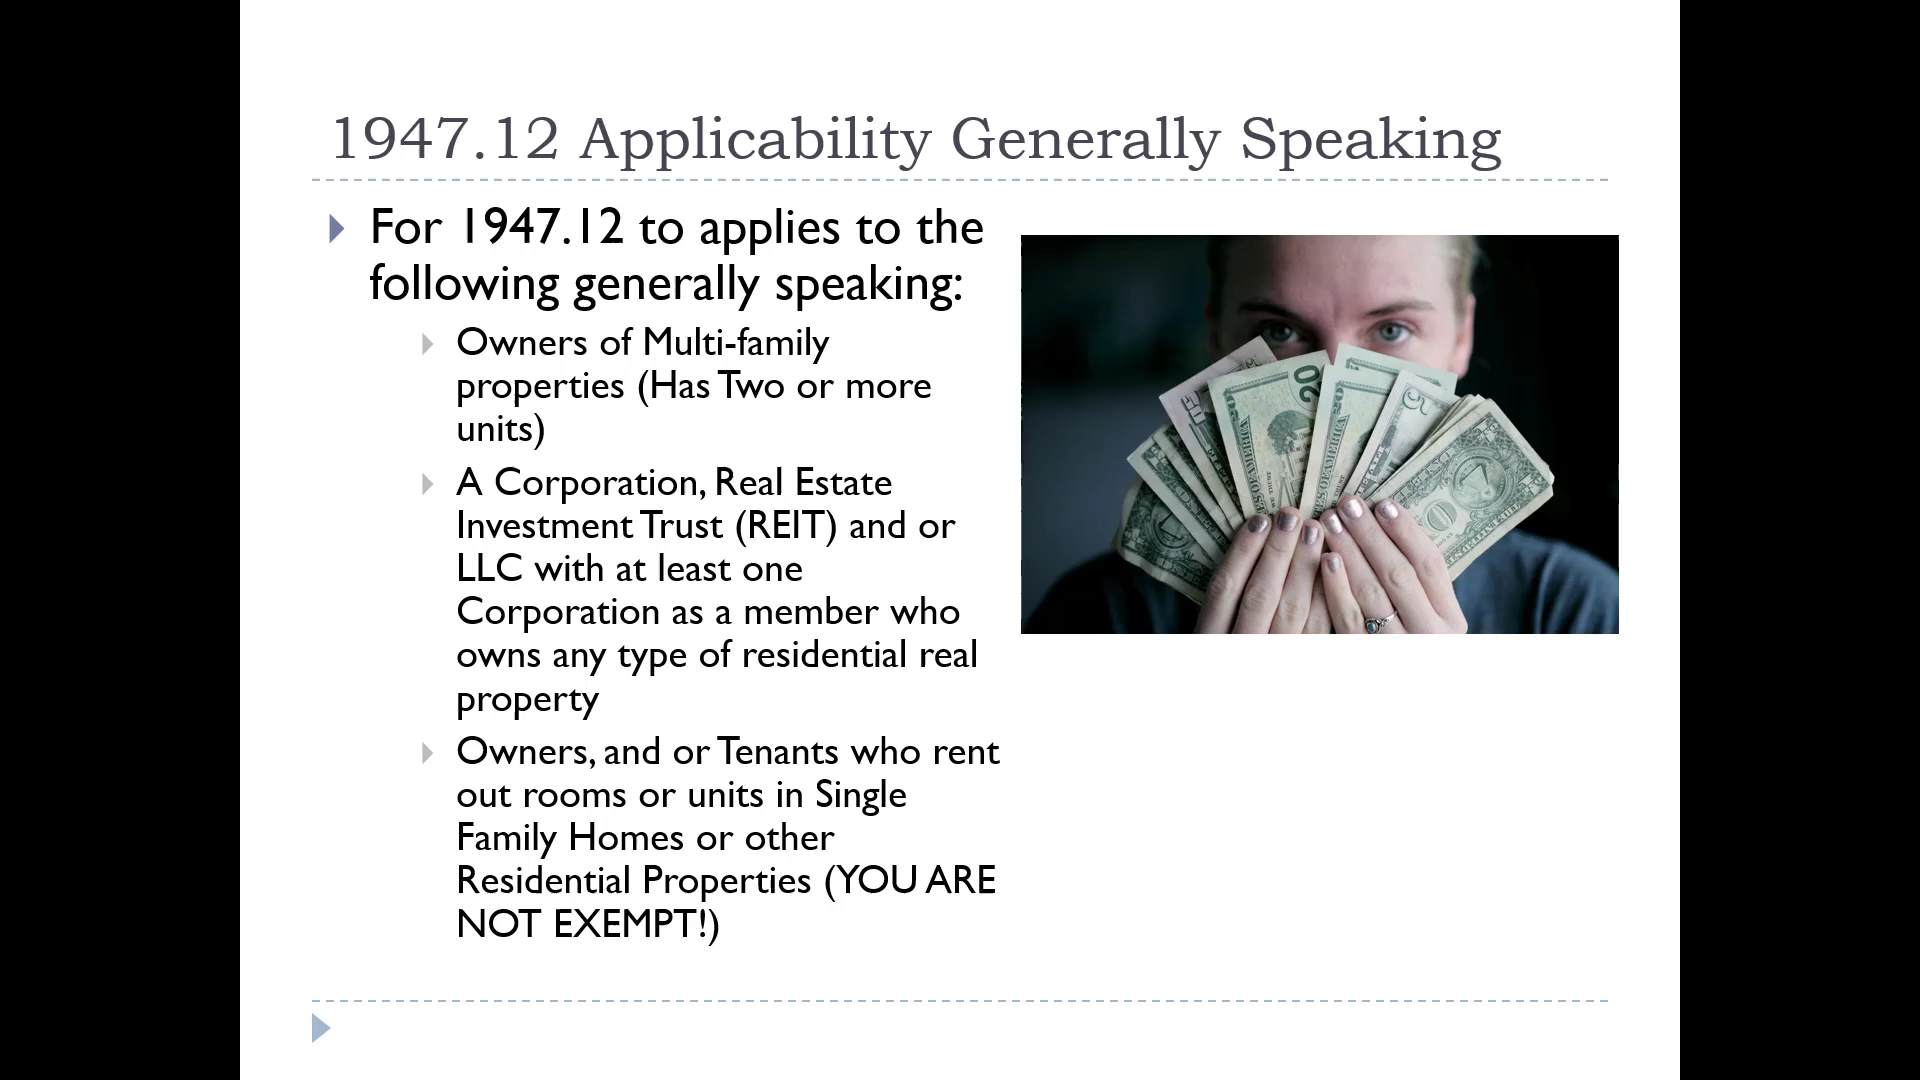 1947.12 Applicability Generally Speaking
For 1947.12 to applies to the
following generally speaking:
Owners of Multi-family
properties (Has Two or more
units)
A Corporation, Real Estate
Investment Trust (REIT) and or
LLC with at least one
Corporation as a member who
owns any type of residential real
property
Owners, and or Tenants who rent
out rooms or units in Single
Family Homes or other
Residential Properties (YOU ARE
NOT EXEMPT!)
20
5